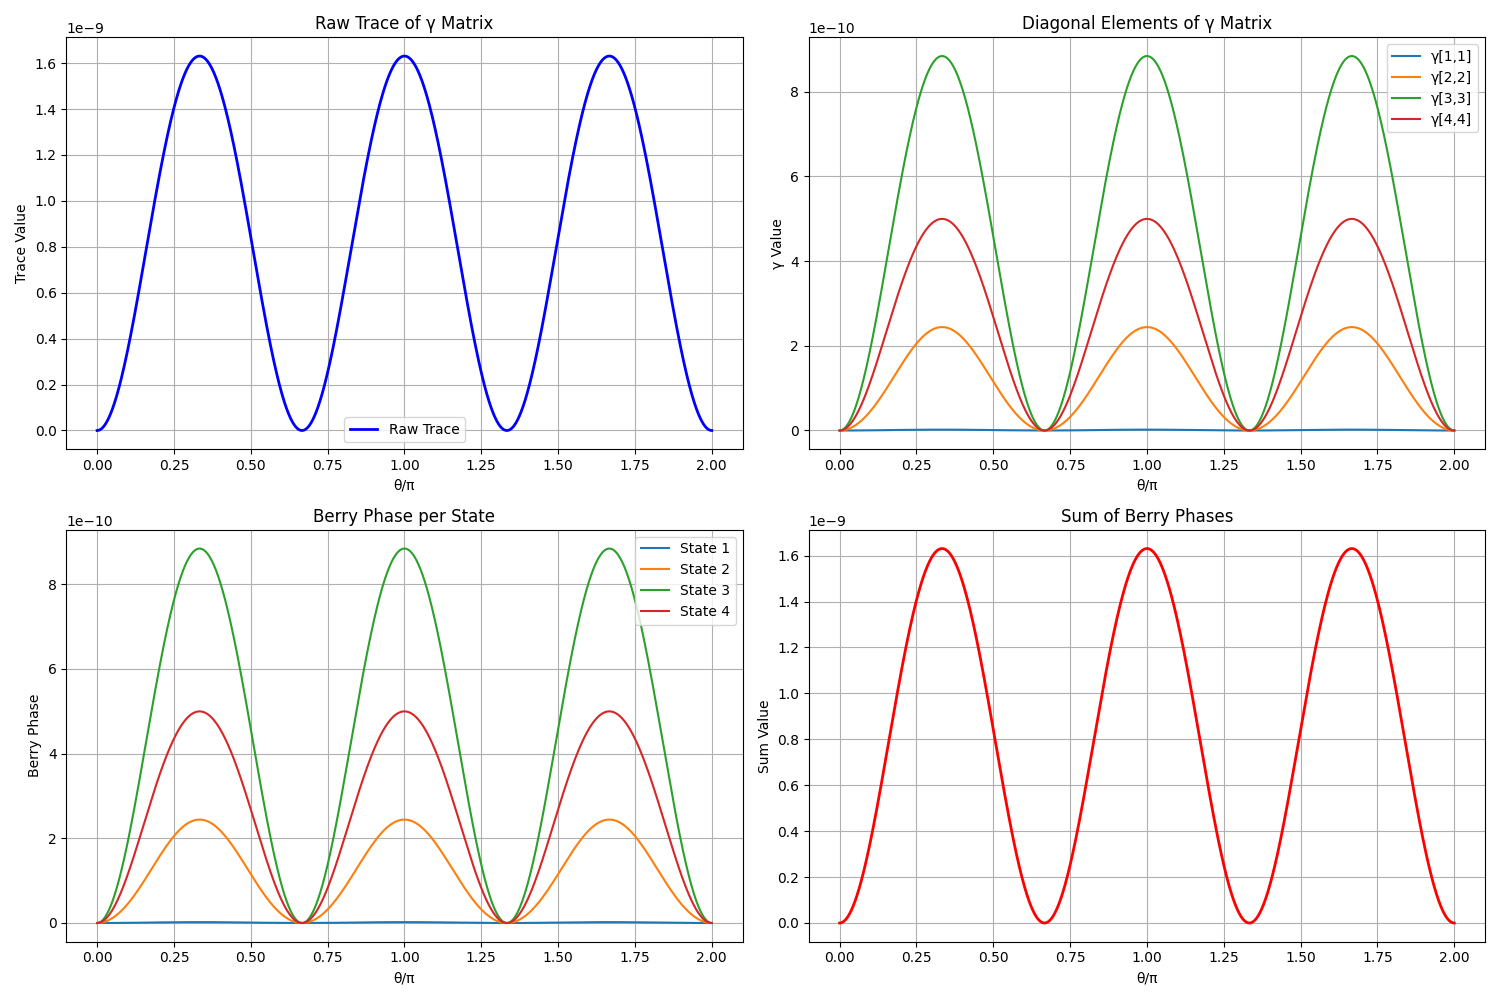 Raw Trace of γ Matrix
1e−9
Trace Value
1.6
1.4
1.2
1.0
0.8
0.6
0.4
0.2
0.0
Raw Trace
0.00 0.25 0.50 0.75 1.00 1.25 1.50 1.75 2.00
θ/π
Diagonal Elements of γ Matrix
1e−10
γ Value
8
6
4
2
0
γ[1,1]
γ[2,2]
γ[3,3]
γ[4,4]
0.00 0.25 0.50 0.75 1.00 1.25 1.50 1.75 2.00
θ/π
Berry Phase per State
1e−10
Berry Phase
8
6
4
2
0
State 1
State 2
State 3
State 4
0.00 0.25 0.50 0.75 1.00 1.25 1.50 1.75 2.00
θ/π
Sum of Berry Phases
1e−9
Sum Value
1.6
1.4
1.2
1.0
0.8
0.6
0.4
0.2
0.0
0.00 0.25 0.50 0.75 1.00 1.25 1.50 1.75 2.00
θ/π